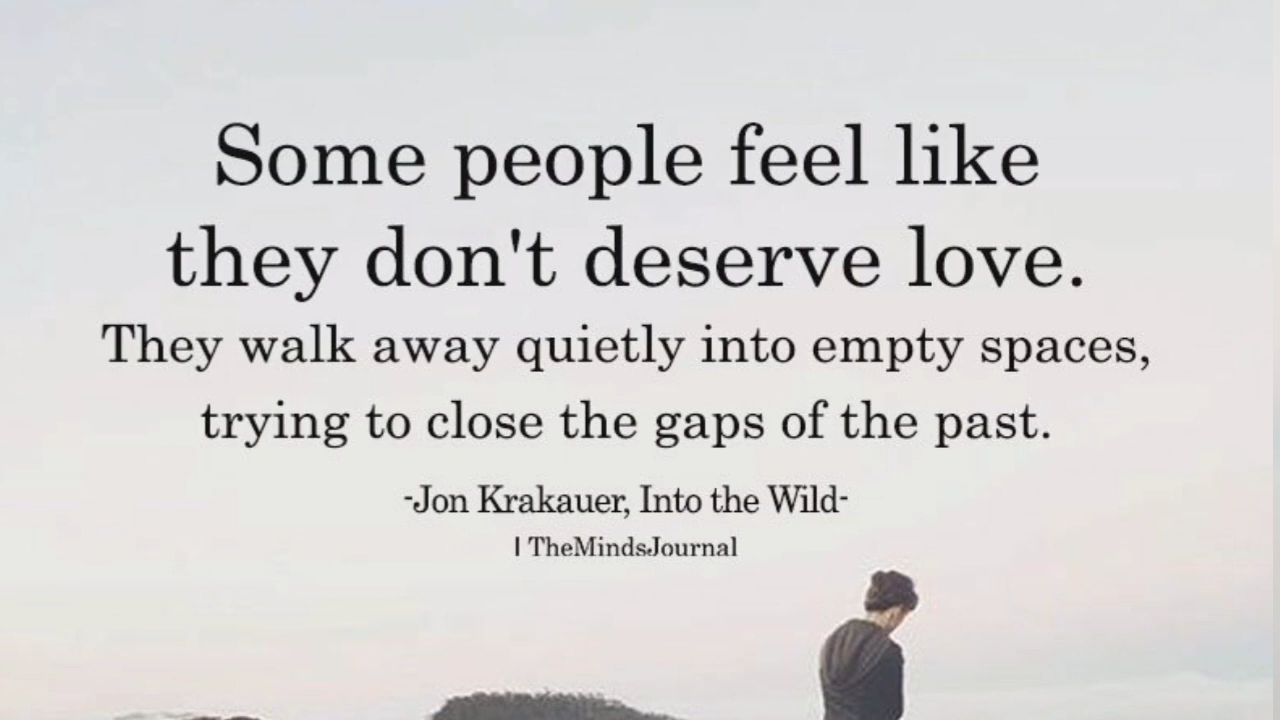 Some people feel like
they don't deserve love.
They walk away quietly into empty spaces,
trying to close the gaps of the past.
-Jon Krakauer, Into the Wild-
| TheMindsJournal